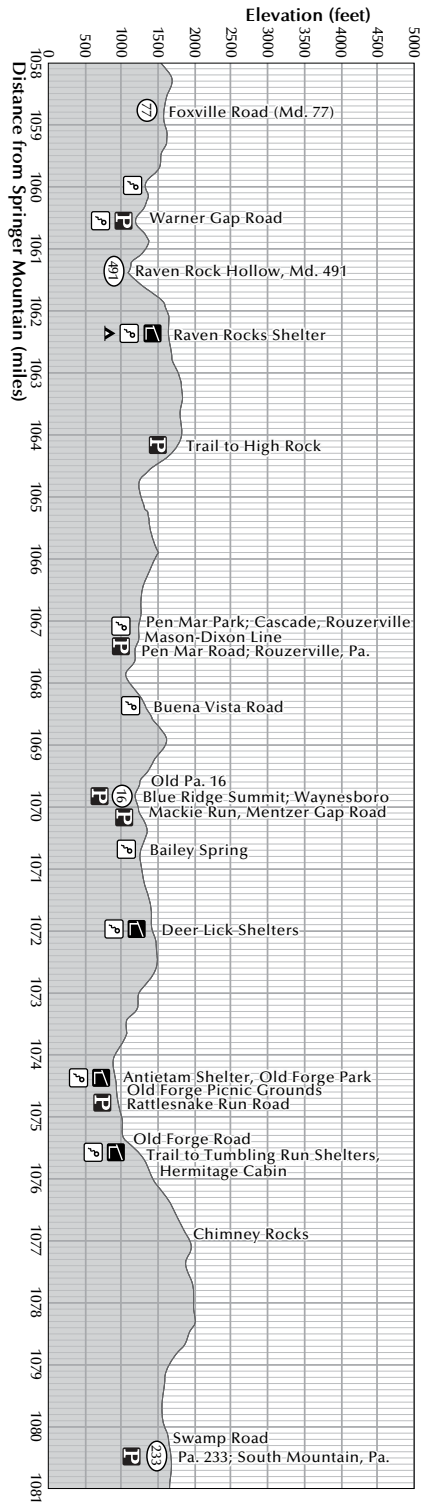 Elevation (feet)
0
500
1000
1500
2000
2500
3000
3500
4000
4500
5000
1058
77
Foxville Road (Md. 77)
1059
1060
P
Warner Gap Road
1061
491
Raven Rock Hollow, Md. 491
1062
Raven Rocks Shelter
1063
1064
P
Trail to High Rock
1065
1066
1067
Pen Mar Park; Cascade, Rouzerville
Mason-Dixon Line
P
Pen Mar Road; Rouzerville, Pa.
1068
Buena Vista Road
1069
Old Pa. 16
P
16
Blue Ridge Summit; Waynesboro
1070
P
Mackie Run, Mentzer Gap Road
Bailey Spring
1071
1072
Deer Lick Shelters
1073
1074
Antietam Shelter, Old Forge Park
Old Forge Picnic Grounds
P
Rattlesnake Run Road
1075
Old Forge Road
Trail to Tumbling Run Shelters,
Hermitage Cabin
1076
Chimney Rocks
1077
1078
1079
1080
Swamp Road
P
233
Pa. 233; South Mountain, Pa.
1081
Distance from Springer Mountain (miles)